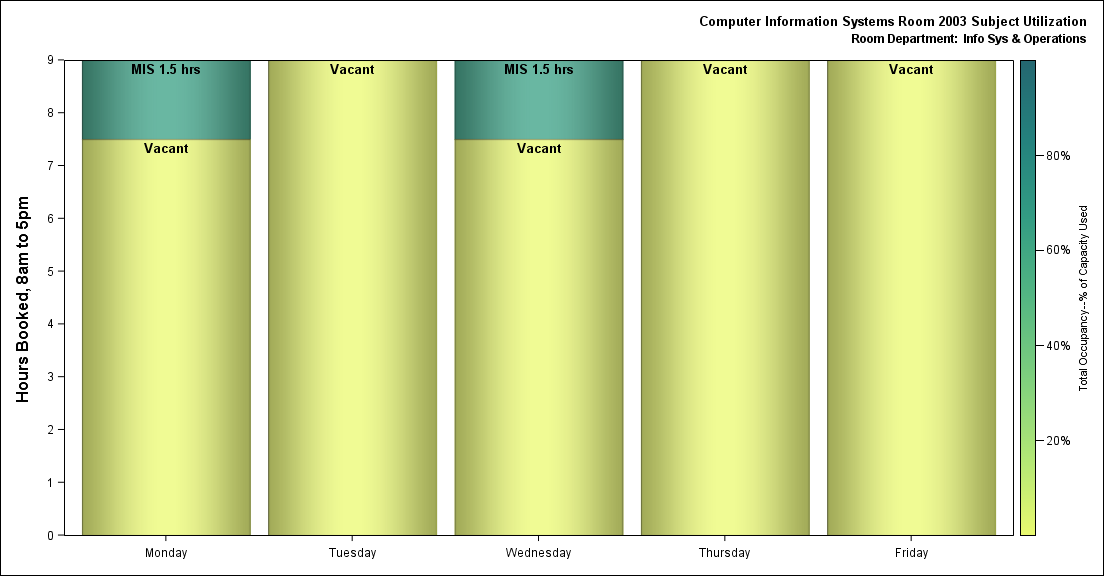 Computer Information Systems Room 2003 Subject Utilization
Room Department: Info Sys & Operations
Hours Booked, 8am to 5pm
9
8
7
6
5
4
3
2
1
0
MIS 1.5 hrs
Vacant
Vacant
MIS 1.5 hrs
Vacant
Vacant
Vacant
Monday
Tuesday
Wednesday
Thursday
Friday
80%
60%
40%
20%
Total Occupancy--% of Capacity Used